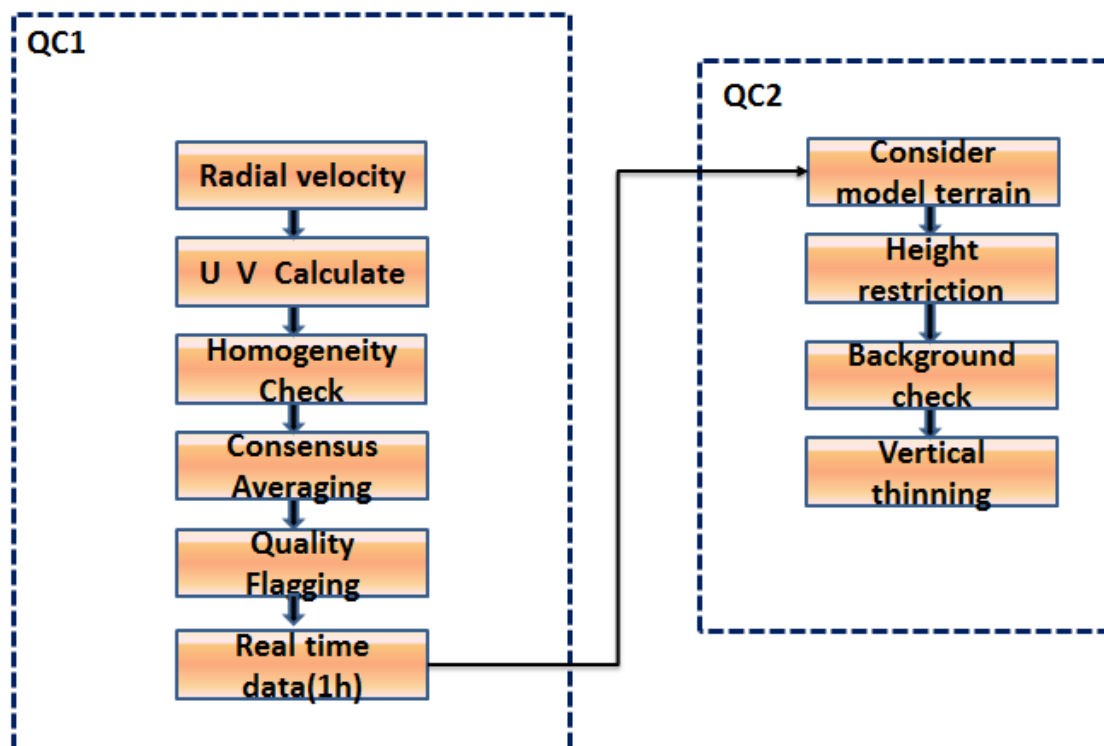 QC1
Radial velocity
U V Calculate
Homogeneity
Check
Consensus
Averaging
Quality
Flagging
Real time
data(1h)
QC2
Consider
model terrain
Height
restriction
Background
check
Vertical
thinning